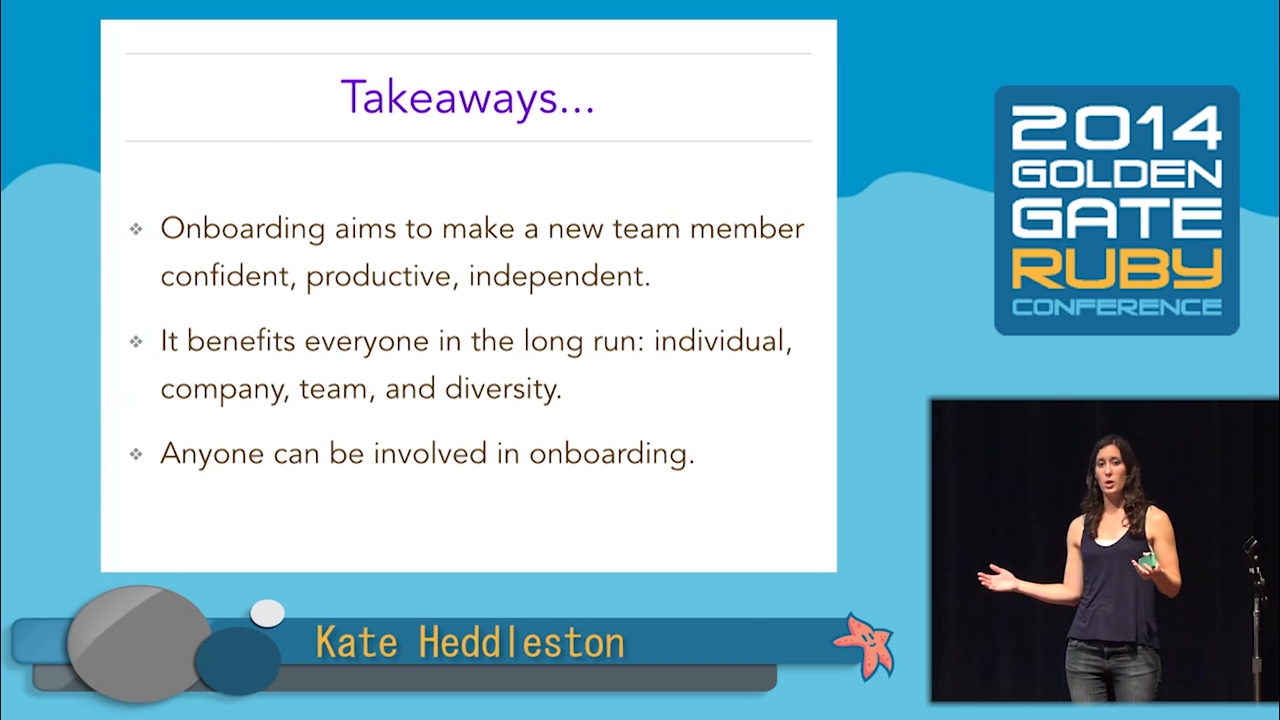 Takeaways...
Onboarding aims to make a new team member
confident, productive, independent.
It benefits everyone in the long run: individual,
company, team, and diversity.
Anyone can be involved in onboarding.
2014
GOLDEN
GATE
RUBY
CONFERENCE
Kate Heddleston